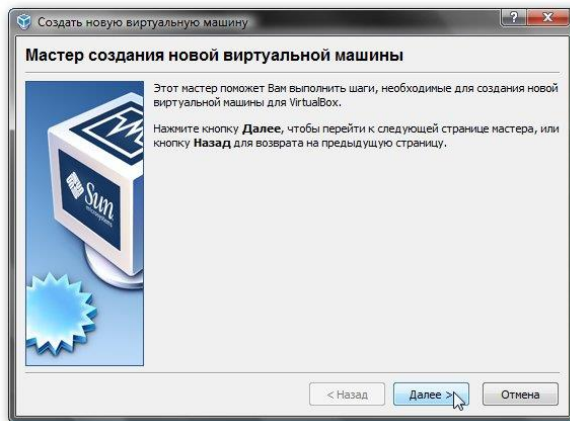 Создать новую виртуальную машину
Мастер создания новой виртуальной машины
Этот мастер поможет Вам выполнить шаги, необходимые для создания новой
виртуальной машины для VirtualBox.
Нажмите кнопку Далее, чтобы перейти к следующей странице мастера, или
кнопку Назад для возврата на предыдущую страницу.
Sun
microsystems
< Назад
Далее >
Отмена